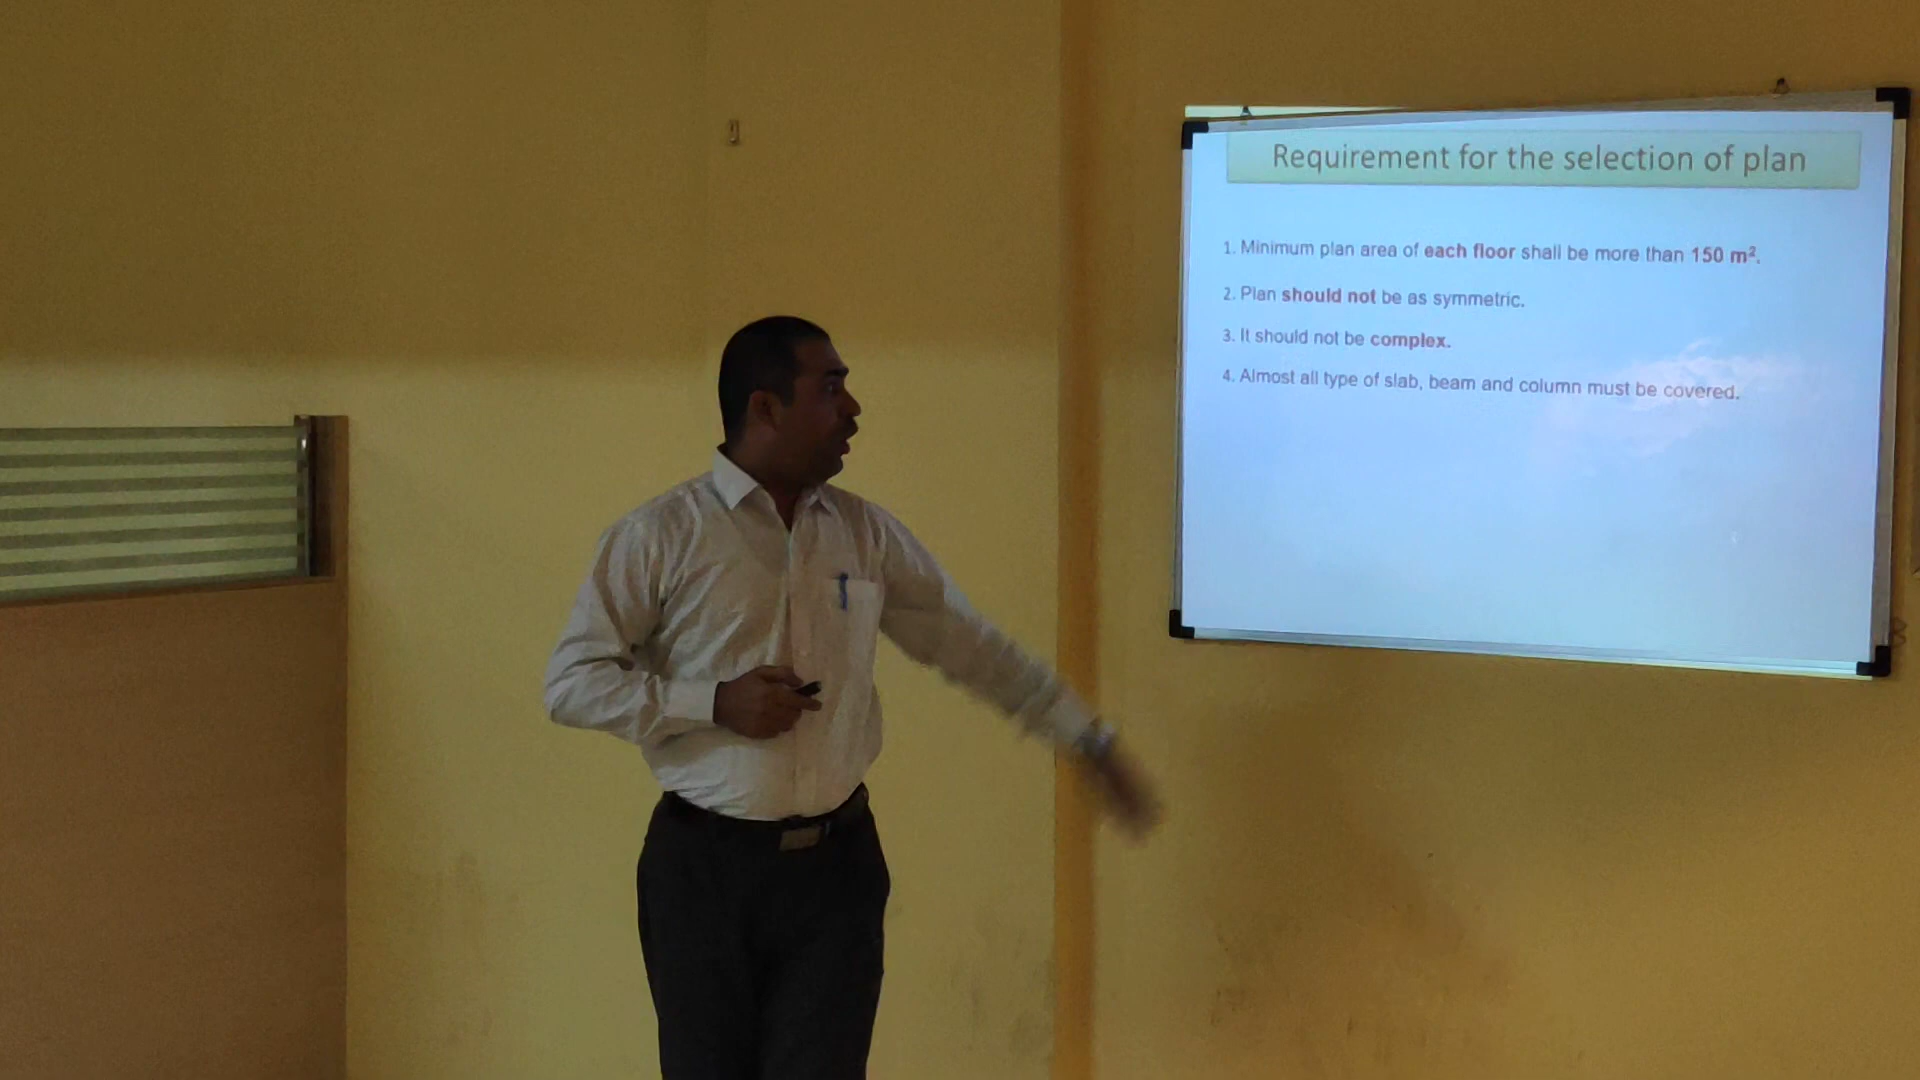 Requirement for the selection of plan
1. Minimum plan area of each floor shall be more than 150 m².
2. Plan should not be as symmetric.
3. It should not be complex.
4. Almost all type of slab, beam and column must be covered.